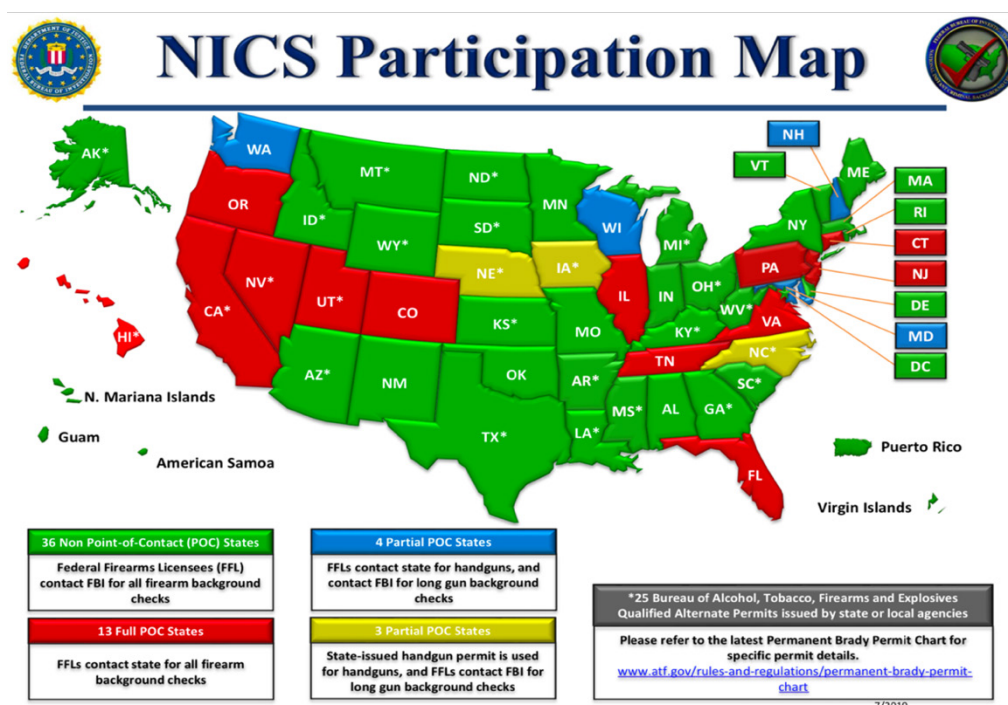 NICS Participation Map
AK*
WA
MT*
ND*
MN
OR
ID*
SD*
WI
WY*
MI*
NY
ME
NH
VT
MA
RI
CT
NJ
DE
MD
DC
NE*
IA*
PA
NV*
UT*
CO
IL
IN
OH*
CA*
KS*
MO
WV*
VA
KY*
HI*
TN
NC*
AZ*
NM
OK
AR*
SC*
MS*
AL
GA*
TX*
LA*
FL
N. Mariana Islands
Guam
American Samoa
Puerto Rico
Virgin Islands
36 Non Point-of-Contact (POC) States
Federal Firearms Licensees (FFL)
contact FBI for all firearm background
checks
4 Partial POC States
FFLs contact state for handguns, and
contact FBI for long gun background
checks
13 Full POC States
FFLs contact state for all firearm
background checks
3 Partial POC States
State-issued handgun permit is used
for handguns, and FFLs contact FBI for
long gun background checks
*25 Bureau of Alcohol, Tobacco, Firearms and Explosives
Qualified Alternate Permits issued by state or local agencies
Please refer to the latest Permanent Brady Permit Chart for
specific permit details.
www.atf.gov/rules-and-regulations/permanent-brady-permit-
chart